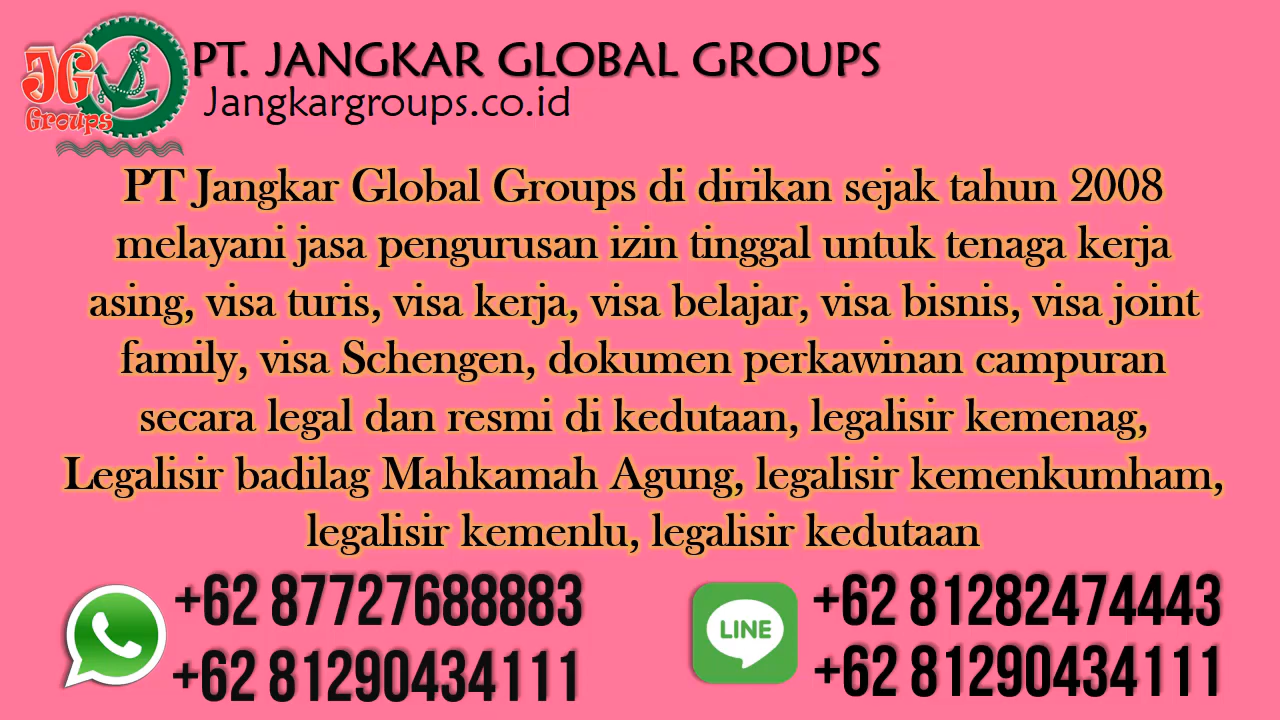 JG
Groups
PT. JANGKAR GLOBAL GROUPS
Jangkargroups.co.id
PT Jangkar Global Groups di dirikan sejak tahun 2008
melayani jasa pengurusan izin tinggal untuk tenaga kerja
asing, visa turis, visa kerja, visa belajar, visa bisnis, visa joint
family, visa Schengen, dokumen perkawinan campuran
secara legal dan resmi di kedutaan, legalisir kemenag,
Legalisir badilag Mahkamah Agung, legalisir kemenkumham,
legalisir kemenlu, legalisir kedutaan
+62 87727688883
+62 81290434111
LINE
+62 81282474443
+62 81290434111